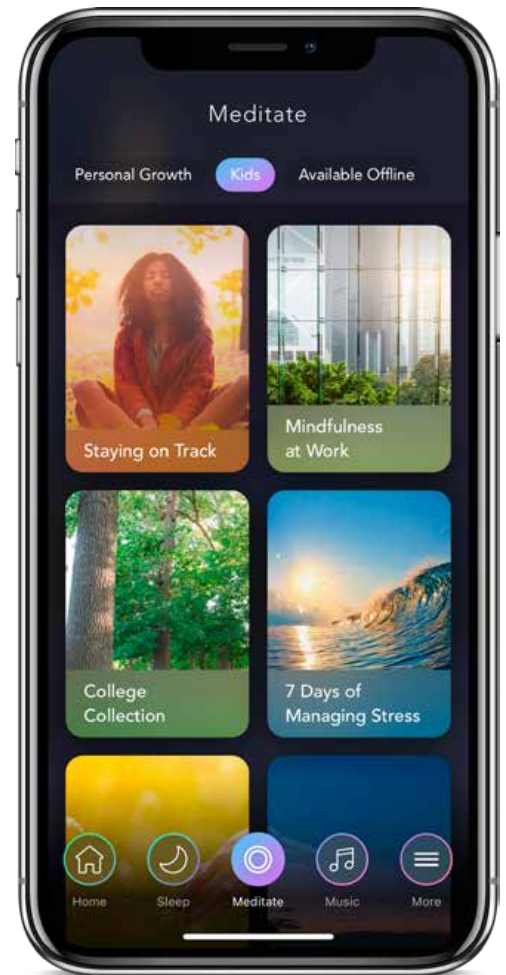 Meditate
Personal Growth Kids Available Offline
Staying on Track
Mindfulness
at Work
College
Collection
7 Days of
Managing Stress
Home Sleep Meditate Music More